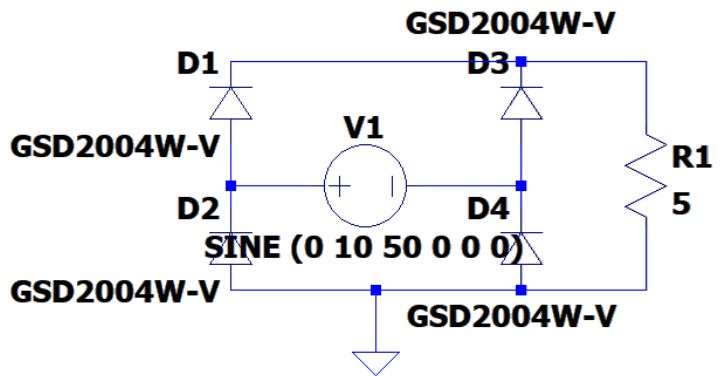 GSD2004W-V
D1
D3
V1
GSD2004W-V
R1
D2
D4
5
SINE (0 10 50 0 0 0)
GSD2004W-V
GSD2004W-V